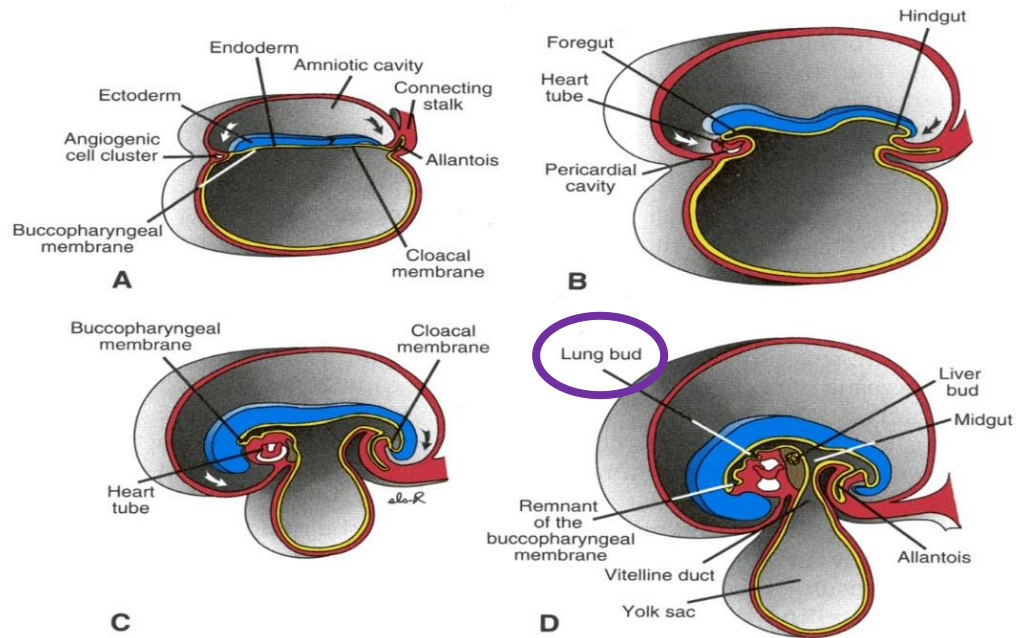 Endoderm
Amniotic cavity
Connecting
stalk
Ectoderm
Angiogenic
cell cluster
Allantois
Buccopharyngeal
membrane
Cloacal
membrane
A
Hindgut
Foregut
Heart
tube
Pericardial
cavity
B
Buccopharyngeal
membrane
Cloacal
membrane
Heart
tube
C
Lung bud
Liver
bud
Midgut
Remnant
of the
buccopharyngeal
membrane
Allantois
Vitelline duct
Yolk sac
D